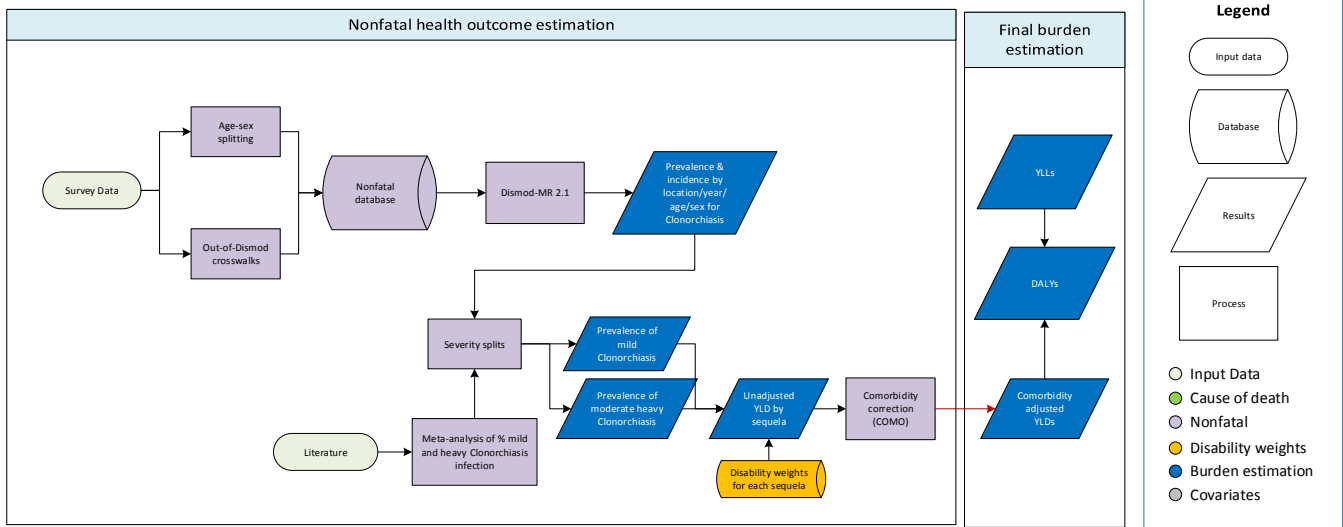 Nonfatal health outcome estimation
Survey Data
Age-sex
splitting
Out-of-Dismod
crosswalks
Nonfatal
database
Dismod-MR 2.1
Prevalence &
incidence by
location/year/
age/sex for
Clonorchiasis
Severity splits
Literature
Meta-analysis of % mild
and heavy Clonorchiasis
infection
Prevalence of
mild
Clonorchiasis
Prevalence of
moderate heavy
Clonorchiasis
Unadjusted
YLD by
sequela
Disability weights
for each sequela
Comorbidity
correction
(COMO)
Final burden
estimation
YLLs
DALYs
Comorbidity
adjusted
YLDs
Legend
Input data
Database
Results
Process
Input Data
Cause of death
Nonfatal
Disability weights
Burden estimation
Covariates